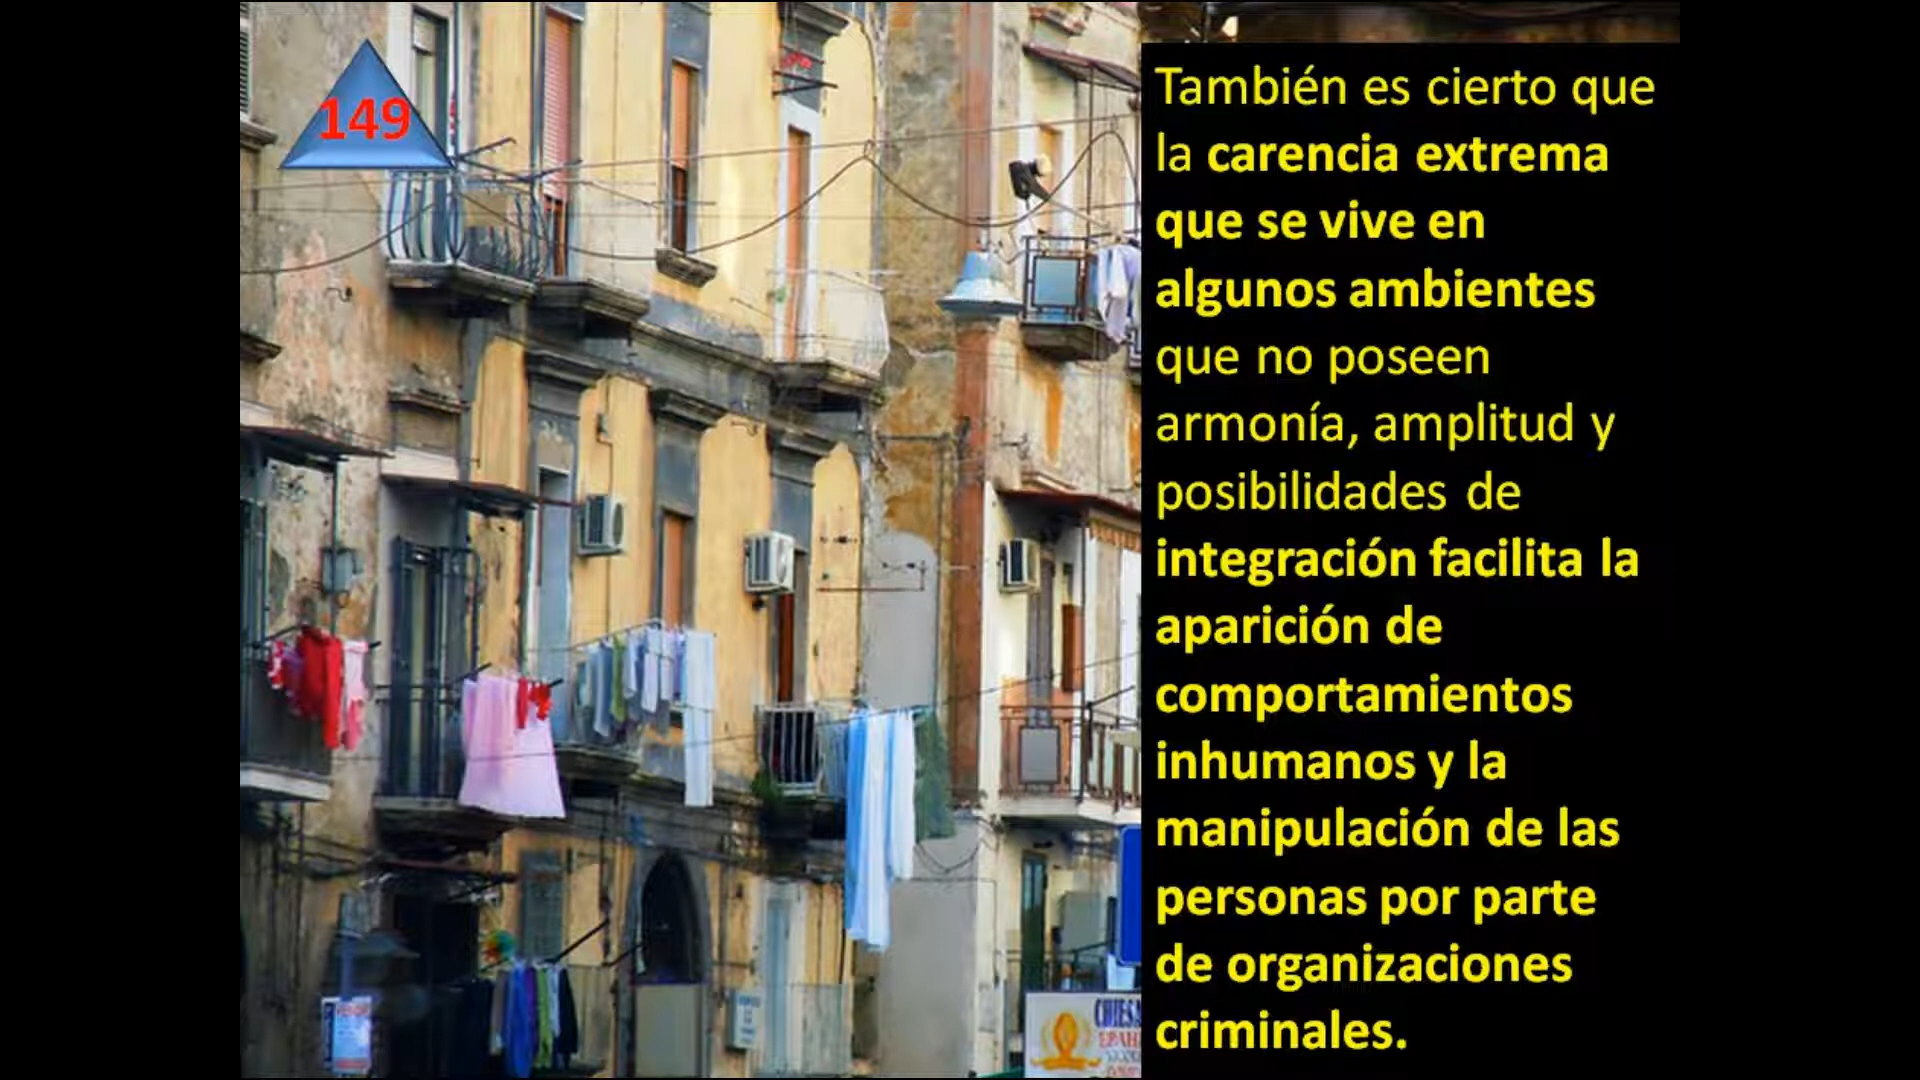 149
También es cierto que
la carencia extrema
que se vive en
algunos ambientes
que no poseen
armonía, amplitud y
posibilidades de
integración facilita la
aparición de
comportamientos
inhumanos y la
manipulación de las
personas por parte
de organizaciones
criminales.